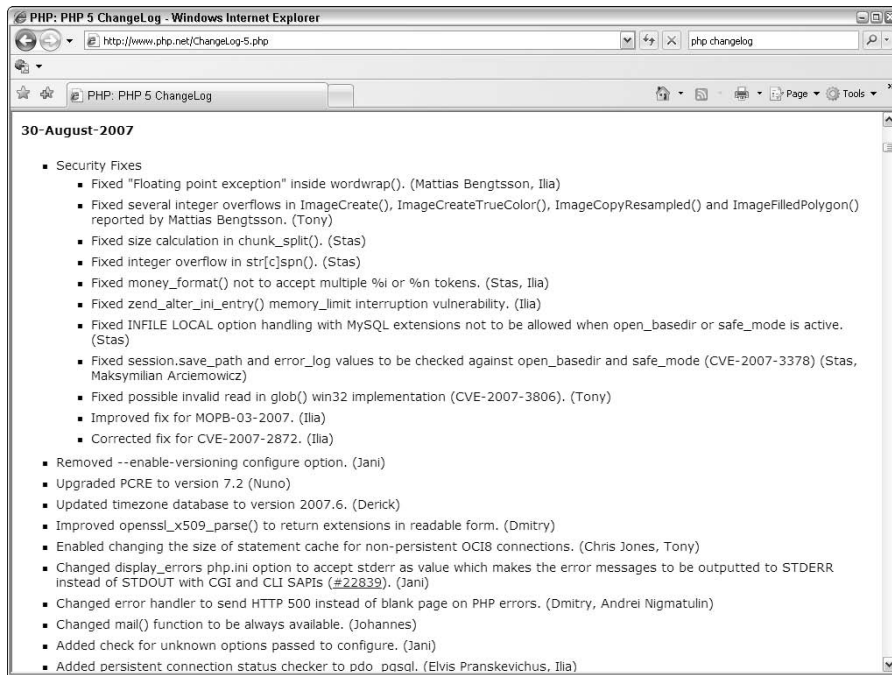 PHP: PHP 5 ChangeLog - Windows Internet Explorer
http://www.php.net/ChangeLog-5.php
php changelog
PHP: PHP 5 ChangeLog
Page
Tools
30-August-2007
Security Fixes
Fixed "Floating point exception" inside wordwrap(). (Mattias Bengtsson, Ilia)
Fixed several integer overflows in ImageCreate(), ImageCreateTrueColor(), ImageCopyResampled() and ImageFilledPolygon()
reported by Mattias Bengtsson. (Tony)
Fixed size calculation in chunk_split(). (Stas)
Fixed integer overflow in str[c]spn(). (Stas)
Fixed money_format() not to accept multiple %i or %n tokens. (Stas, Ilia)
Fixed zend_alter_ini_entry() memory_limit interruption vulnerability. (Ilia)
Fixed INFILE LOCAL option handling with MySQL extensions not to be allowed when open_basedir or safe_mode is active.
(Stas)
Fixed session.save_path and error_log values to be checked against open_basedir and safe_mode (CVE-2007-3378) (Stas,
Maksymilian Arciemowicz)
Fixed possible invalid read in glob() win32 implementation (CVE-2007-3806). (Tony)
Improved fix for MOPB-03-2007. (Ilia)
Corrected fix for CVE-2007-2872. (Ilia)
Removed --enable-versioning configure option. (Jani)
Upgraded PCRE to version 7.2 (Nuno)
Updated timezone database to version 2007.6. (Derick)
Improved openssl_x509_parse() to return extensions in readable form. (Dmitry)
Enabled changing the size of statement cache for non-persistent OCI8 connections. (Chris Jones, Tony)
Changed display_errors php.ini option to accept stderr as value which makes the error messages to be outputted to STDERR
instead of STDOUT with CGI and CLI SAPIs (#22839). (Jani)
Changed error handler to send HTTP 500 instead of blank page on PHP errors. (Dmitry, Andrei Nigmatulin)
Changed mail() function to be always available. (Johannes)
Added check for unknown options passed to configure. (Jani)
Added persistent connection status checker to pdo_pgsql. (Elvis Pranskevichus, Ilia)